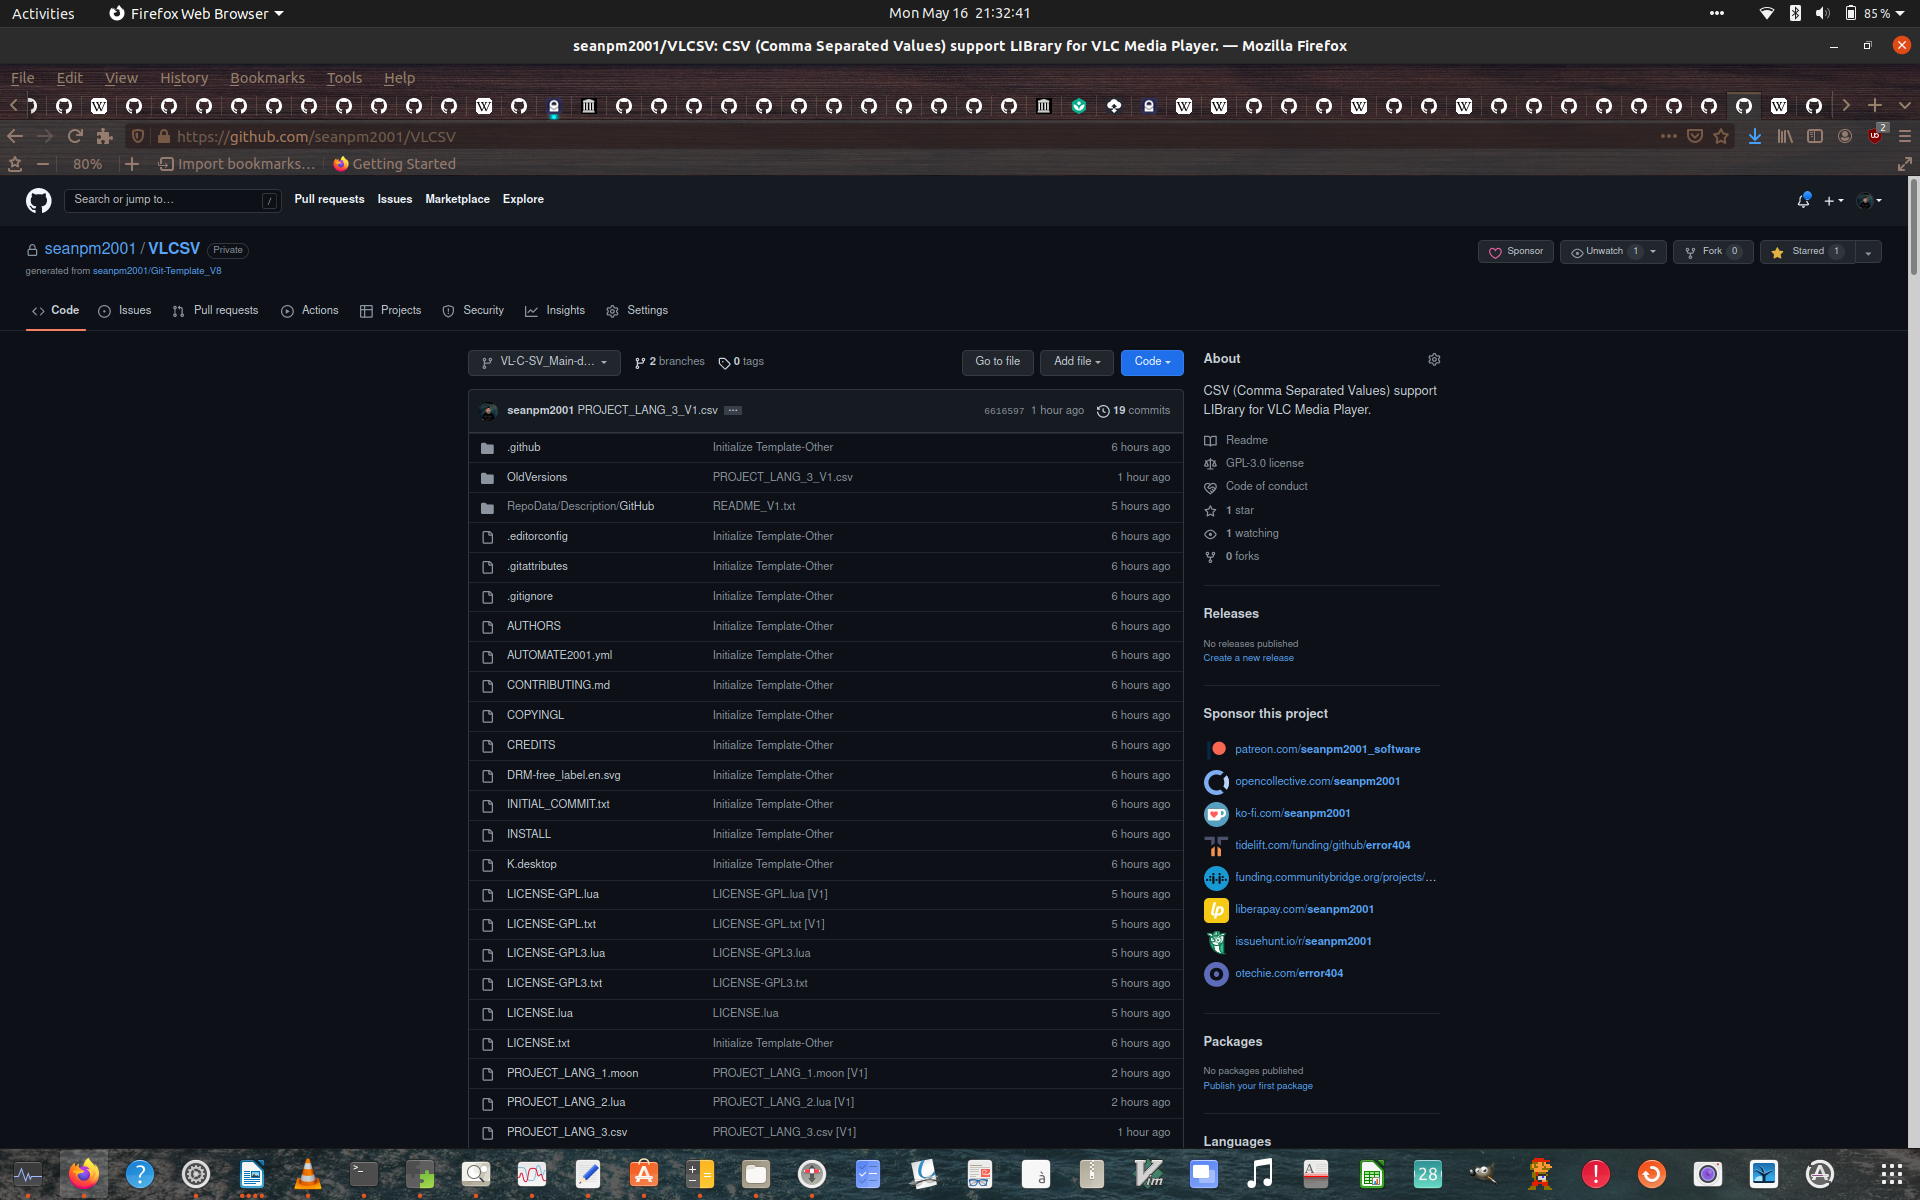 Activities Firefox Web Browser Mon May 16 21:32:41 85 %
seanpm2001/VLCSV: CSV (Comma Separated Values) support LIBrary for VLC Media Player. — Mozilla Firefox
File Edit View History Bookmarks Tools Help
https://github.com/seanpm2001/VLCSV 2
80% Import bookmarks... Getting Started
Search or jump to... / Pull requests Issues Marketplace Explore
seanpm2001 / VLCSV Private Sponsor Unwatch 1 Fork 0 Starred 1
generated from seanpm2001/Git-Template_V8
Code Issues Pull requests Actions Projects Security Insights Settings
VL-C-SV_Main-d... 2 branches 0 tags Go to file Add file Code
seanpm2001 PROJECT_LANG_3_V1.csv ... 6616597 1 hour ago 19 commits
.github Initialize Template-Other 6 hours ago
OldVersions PROJECT_LANG_3_V1.csv 1 hour ago
RepoData/Description/GitHub README_V1.txt 5 hours ago
.editorconfig Initialize Template-Other 6 hours ago
.gitattributes Initialize Template-Other 6 hours ago
.gitignore Initialize Template-Other 6 hours ago
AUTHORS Initialize Template-Other 6 hours ago
AUTOMATE2001.yml Initialize Template-Other 6 hours ago
CONTRIBUTING.md Initialize Template-Other 6 hours ago
COPYINGL Initialize Template-Other 6 hours ago
CREDITS Initialize Template-Other 6 hours ago
DRM-free_label.en.svg Initialize Template-Other 6 hours ago
INITIAL_COMMIT.txt Initialize Template-Other 6 hours ago
INSTALL Initialize Template-Other 6 hours ago
K.desktop Initialize Template-Other 6 hours ago
LICENSE-GPL.lua LICENSE-GPL.lua [V1] 5 hours ago
LICENSE-GPL.txt LICENSE-GPL.txt [V1] 5 hours ago
LICENSE-GPL3.lua LICENSE-GPL3.lua 5 hours ago
LICENSE-GPL3.txt LICENSE-GPL3.txt 5 hours ago
LICENSE.lua LICENSE.lua 5 hours ago
LICENSE.txt Initialize Template-Other 6 hours ago
PROJECT_LANG_1.moon PROJECT_LANG_1.moon [V1] 2 hours ago
PROJECT_LANG_2.lua PROJECT_LANG_2.lua [V1] 2 hours ago
PROJECT_LANG_3.csv PROJECT_LANG_3.csv [V1] 1 hour ago
About
CSV (Comma Separated Values) support
LIBrary for VLC Media Player.
Readme
GPL-3.0 license
Code of conduct
1 star
1 watching
0 forks
Releases
No releases published
Create a new release
Sponsor this project
patreon.com/seanpm2001_software
opencollective.com/seanpm2001
ko-fi.com/seanpm2001
tidelift.com/funding/github/error404
funding.communitybridge.org/projects/...
liberapay.com/seanpm2001
issuehunt.io/r/seanpm2001
otechie.com/error404
Packages
No packages published
Publish your first package
Languages
28